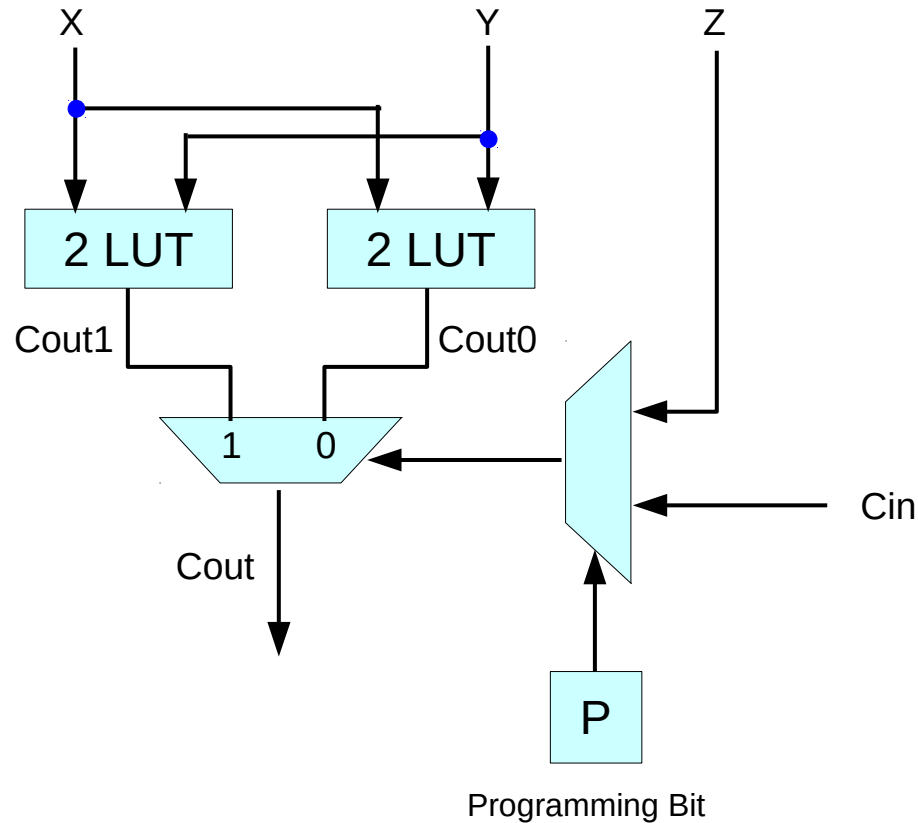 X
Y
Z
2 LUT
2 LUT
Cout1
Cout0
1
0
Cin
Cout
P
Programming Bit